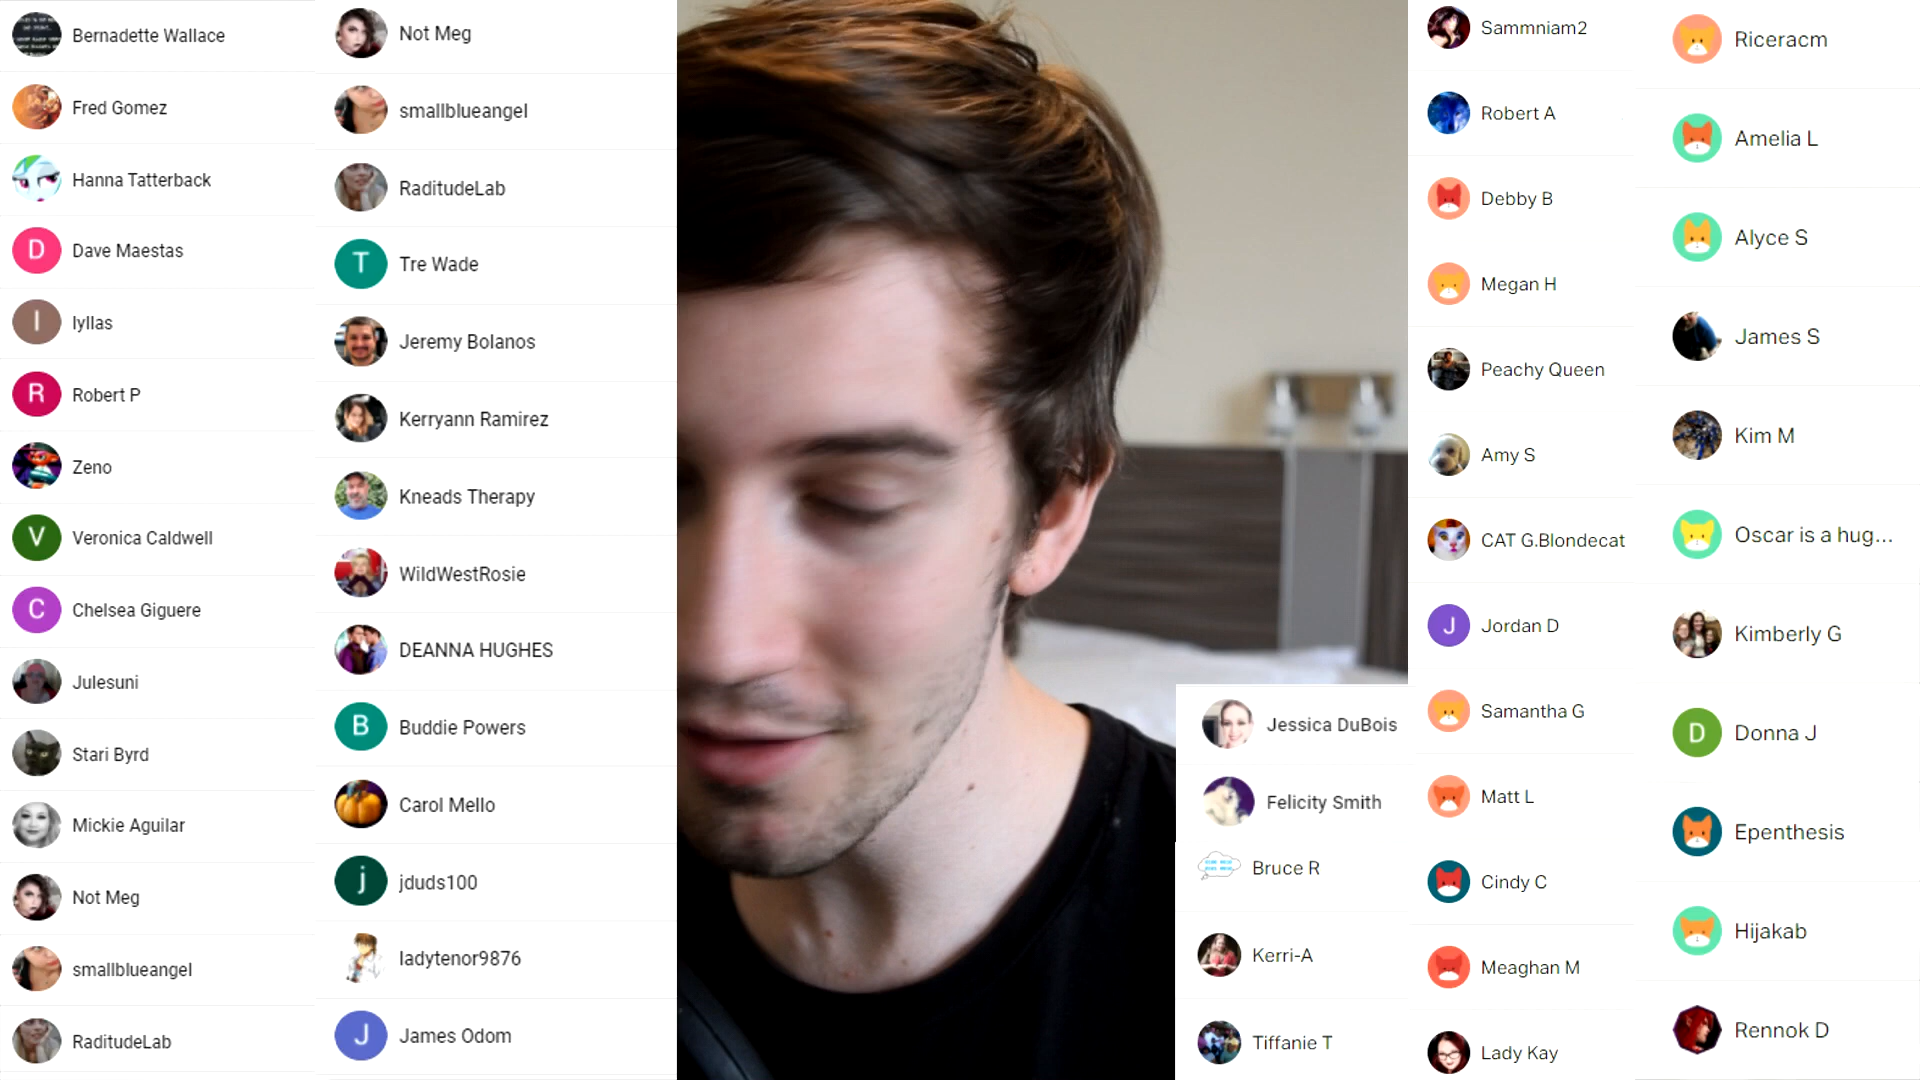 Bernadette Wallace
Fred Gomez
Hanna Tatterback
D
Dave Maestas
I
Iyllas
R
Robert P
Zeno
V
Veronica Caldwell
C
Chelsea Giguere
Julesuni
Stari Byrd
Mickie Aguilar
Not Meg
smallblueangel
RaditudeLab
Not Meg
smallblueangel
RaditudeLab
T
Tre Wade
Jeremy Bolanos
Kerryann Ramirez
Kneads Therapy
WildWestRosie
DEANNA HUGHES
B
Buddie Powers
Carol Mello
j
jduds100
ladytenor9876
J
James Odom
Jessica DuBois
Felicity Smith
Bruce R
Kerri-A
Tiffanie T
Sammniam2
Robert A
Debby B
Megan H
Peachy Queen
Amy S
CAT G.Blondecat
J
Jordan D
Samantha G
Matt L
Cindy C
Meaghan M
Lady Kay
Riceracm
Amelia L
Alyce S
James S
Kim M
Oscar is a hug...
Kimberly G
D
Donna J
Epenthesis
Hijakab
Rennok D